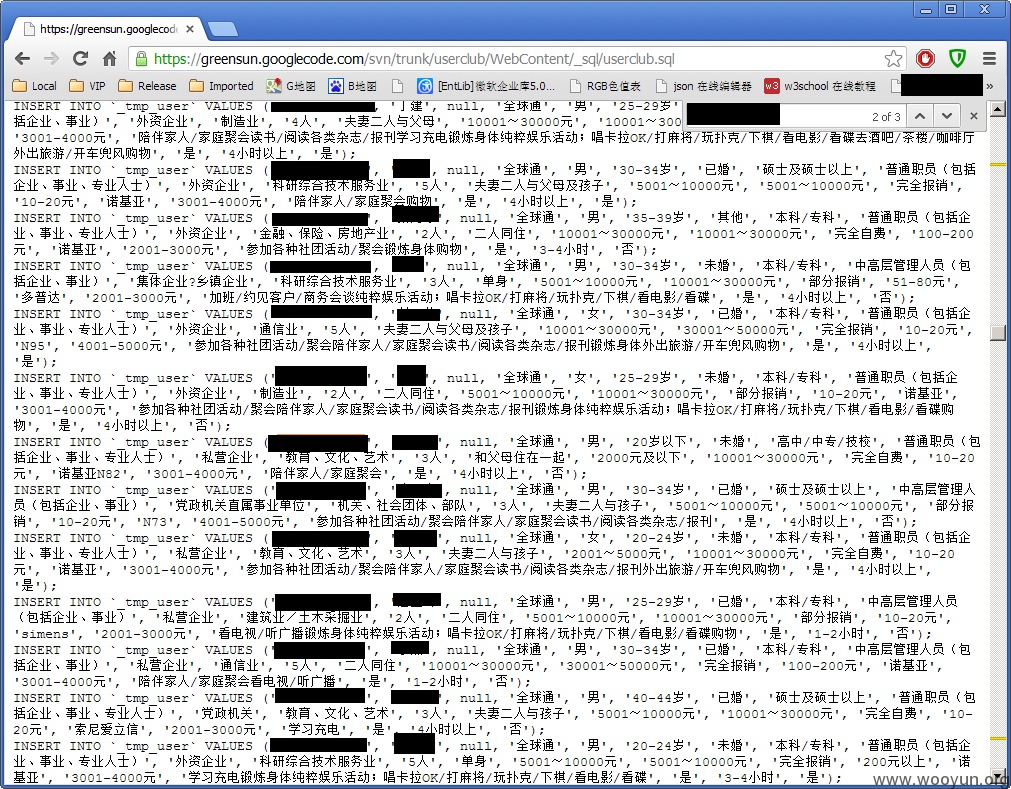 https://greensun.googlecode
https://greensun.googlecode.com/svn/trunk/userclub/WebContent/_sql/userclub.sql
Local VIP Release Imported G地图 B地图 [EntLib]微软企业库5.0... RGB色值表 json 在线编辑器 w3 w3school 在线教程 »
2 of 3
INSERT INTO `_tmp_user` VALUES ( , '丁建', null, '全球通', '男', '25-29岁
括企业、事业)', '外资企业', '制造业', '4人', '夫妻二人与父母', '10001~30000元', '10001~300
'3001-4000元', '陪伴家人/家庭聚会读书/阅读各类杂志/报刊学习充电锻炼身体纯粹娱乐活动；唱卡拉OK/打麻将/玩扑克/下棋/看电影/看碟去酒吧/茶楼/咖啡厅
外出旅游/开车兜风购物', '是', '4小时以上', '是');
INSERT INTO `_tmp_user` VALUES ( ', ' ', null, '全球通', '男', '30-34岁', '已婚', '硕士及硕士以上', '普通职员（包括
企业、事业、专业人士）', '外资企业', '科研综合技术服务业', '5人', '夫妻二人与父母及孩子', '5001~10000元', '5001~10000元', '完全报销',
'10-20元', '诺基亚', '3001-4000元', '陪伴家人/家庭聚会购物', '是', '4小时以上', '是');
INSERT INTO `_tmp_user` VALUES ( ', ' ', null, '全球通', '男', '35-39岁', '其他', '本科/专科', '普通职员（包括企
业、事业、专业人士）', '外资企业', '金融、保险、房地产业', '2人', '二人同住', '10001~30000元', '10001~30000元', '完全自费', '100-200
元', '诺基亚', '2001-3000元', '参加各种社团活动/聚会锻炼身体购物', '是', '3-4小时', '否');
INSERT INTO `_tmp_user` VALUES ( , ' ', null, '全球通', '男', '30-34岁', '未婚', '本科/专科', '中高层管理人员（包
括企业、事业）', '集体企业?乡镇企业', '科研综合技术服务业', '3人', '单身', '5001~10000元', '10001~30000元', '部分报销', '51-80元',
'多普达', '2001-3000元', '加班/约见客户/商务会谈纯粹娱乐活动；唱卡拉OK/打麻将/玩扑克/下棋/看电影/看碟', '是', '4小时以上', '否');
INSERT INTO `_tmp_user` VALUES (' , ' ', null, '全球通', '女', '30-34岁', '已婚', '本科/专科', '普通职员（包括企
业、事业、专业人士）', '外资企业', '通信业', '5人', '夫妻二人与父母及孩子', '10001~30000元', '30001~50000元', '完全报销', '10-20元',
'N95', '4001-5000元', '参加各种社团活动/聚会陪伴家人/家庭聚会读书/阅读各类杂志/报刊锻炼身体外出旅游/开车兜风购物', '是', '4小时以上',
'是');
INSERT INTO `_tmp_user` VALUES (' ', ' ', null, '全球通', '女', '25-29岁', '未婚', '本科/专科', '普通职员（包括企
业、事业、专业人士）', '外资企业', '制造业', '2人', '二人同住', '5001~10000元', '10001~30000元', '部分报销', '10-20元', '诺基亚',
'3001-4000元', '参加各种社团活动/聚会陪伴家人/家庭聚会读书/阅读各类杂志/报刊锻炼身体纯粹娱乐活动；唱卡拉OK/打麻将/玩扑克/下棋/看电影/看碟购
物', '是', '4小时以上', '否');
INSERT INTO `_tmp_user` VALUES ( ', ' ', null, '全球通', '男', '20岁以下', '未婚', '高中/中专/技校', '普通职员（包
括企业、事业、专业人士）', '私营企业', '教育、文化、艺术', '3人', '和父母住在一起', '2000元及以下', '10001~30000元', '完全自费', '10-20
元', '诺基亚N82', '3001-4000元', '陪伴家人/家庭聚会', '是', '4小时以上', '否');
INSERT INTO `_tmp_user` VALUES (' ', ' ', null, '全球通', '男', '30-34岁', '已婚', '硕士及硕士以上', '中高层管理人
员（包括企业、事业）', '党政机关直属事业单位', '机关、社会团体、部队', '3人', '夫妻二人与孩子', '5001~10000元', '5001~10000元', '部分报
销', '10-20元', 'N73', '4001-5000元', '参加各种社团活动/聚会陪伴家人/家庭聚会读书/阅读各类杂志/报刊', '是', '4小时以上', '否');
INSERT INTO `_tmp_user` VALUES (' ', ' ', null, '全球通', '女', '20-24岁', '未婚', '本科/专科', '普通职员（包括企
业、事业、专业人士）', '私营企业', '教育、文化、艺术', '3人', '夫妻二人与孩子', '2001~5000元', '10001~30000元', '完全自费', '10-20
元', '诺基亚', '3001-4000元', '参加各种社团活动/聚会陪伴家人/家庭聚会读书/阅读各类杂志/报刊外出旅游/开车兜风购物', '是', '4小时以上',
'是');
INSERT INTO `_tmp_user` VALUES (' , ' ', null, '全球通', '男', '25-29岁', '已婚', '本科/专科', '中高层管理人员
（包括企业、事业）', '私营企业', '建筑业／土木采掘业', '2人', '二人同住', '5001~10000元', '10001~30000元', '部分报销', '10-20元',
'simens', '2001-3000元', '看电视/听广播锻炼身体纯粹娱乐活动；唱卡拉OK/打麻将/玩扑克/下棋/看电影/看碟购物', '是', '1-2小时', '否');
INSERT INTO `_tmp_user` VALUES (' , ' ', null, '全球通', '男', '30-34岁', '已婚', '本科/专科', '中高层管理人员（包
括企业、事业）', '私营企业', '通信业', '5人', '二人同住', '10001~30000元', '30001~50000元', '完全报销', '100-200元', '诺基亚',
'3001-4000元', '陪伴家人/家庭聚会看电视/听广播', '是', '1-2小时', '否');
INSERT INTO `_tmp_user` VALUES (' ', ' ', null, '全球通', '男', '40-44岁', '已婚', '硕士及硕士以上', '普通职员（包
括企业、事业、专业人士）', '党政机关', '教育、文化、艺术', '3人', '夫妻二人与孩子', '5001~10000元', '10001~30000元', '完全自费', '10-
20元', '索尼爱立信', '2001-3000元', '学习充电', '是', '4小时以上', '否');
INSERT INTO `_tmp_user` VALUES ( ', ' ', null, '全球通', '男', '20-24岁', '未婚', '本科/专科', '普通职员（包括企
业、事业、专业人士）', '外资企业', '科研综合技术服务业', '5人', '单身', '5001~10000元', '5001~10000元', '完全报销', '200元以上', '诺
基亚', '3001-4000元', '学习充电锻炼身体纯粹娱乐活动；唱卡拉OK/打麻将/玩扑克/下棋/看电影/看碟', '是', '3-4小时', '是');
www.wooyun.org